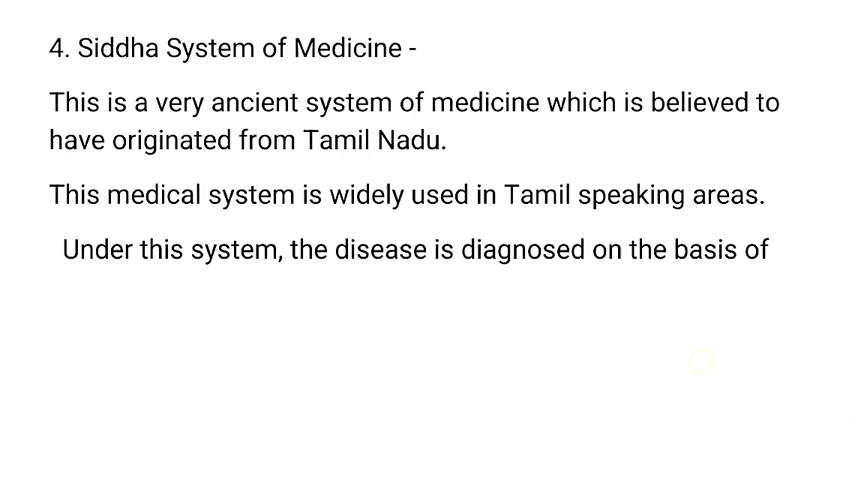 4. Siddha System of Medicine -
This is a very ancient system of medicine which is believed to
have originated from Tamil Nadu.
This medical system is widely used in Tamil speaking areas.
Under this system, the disease is diagnosed on the basis of